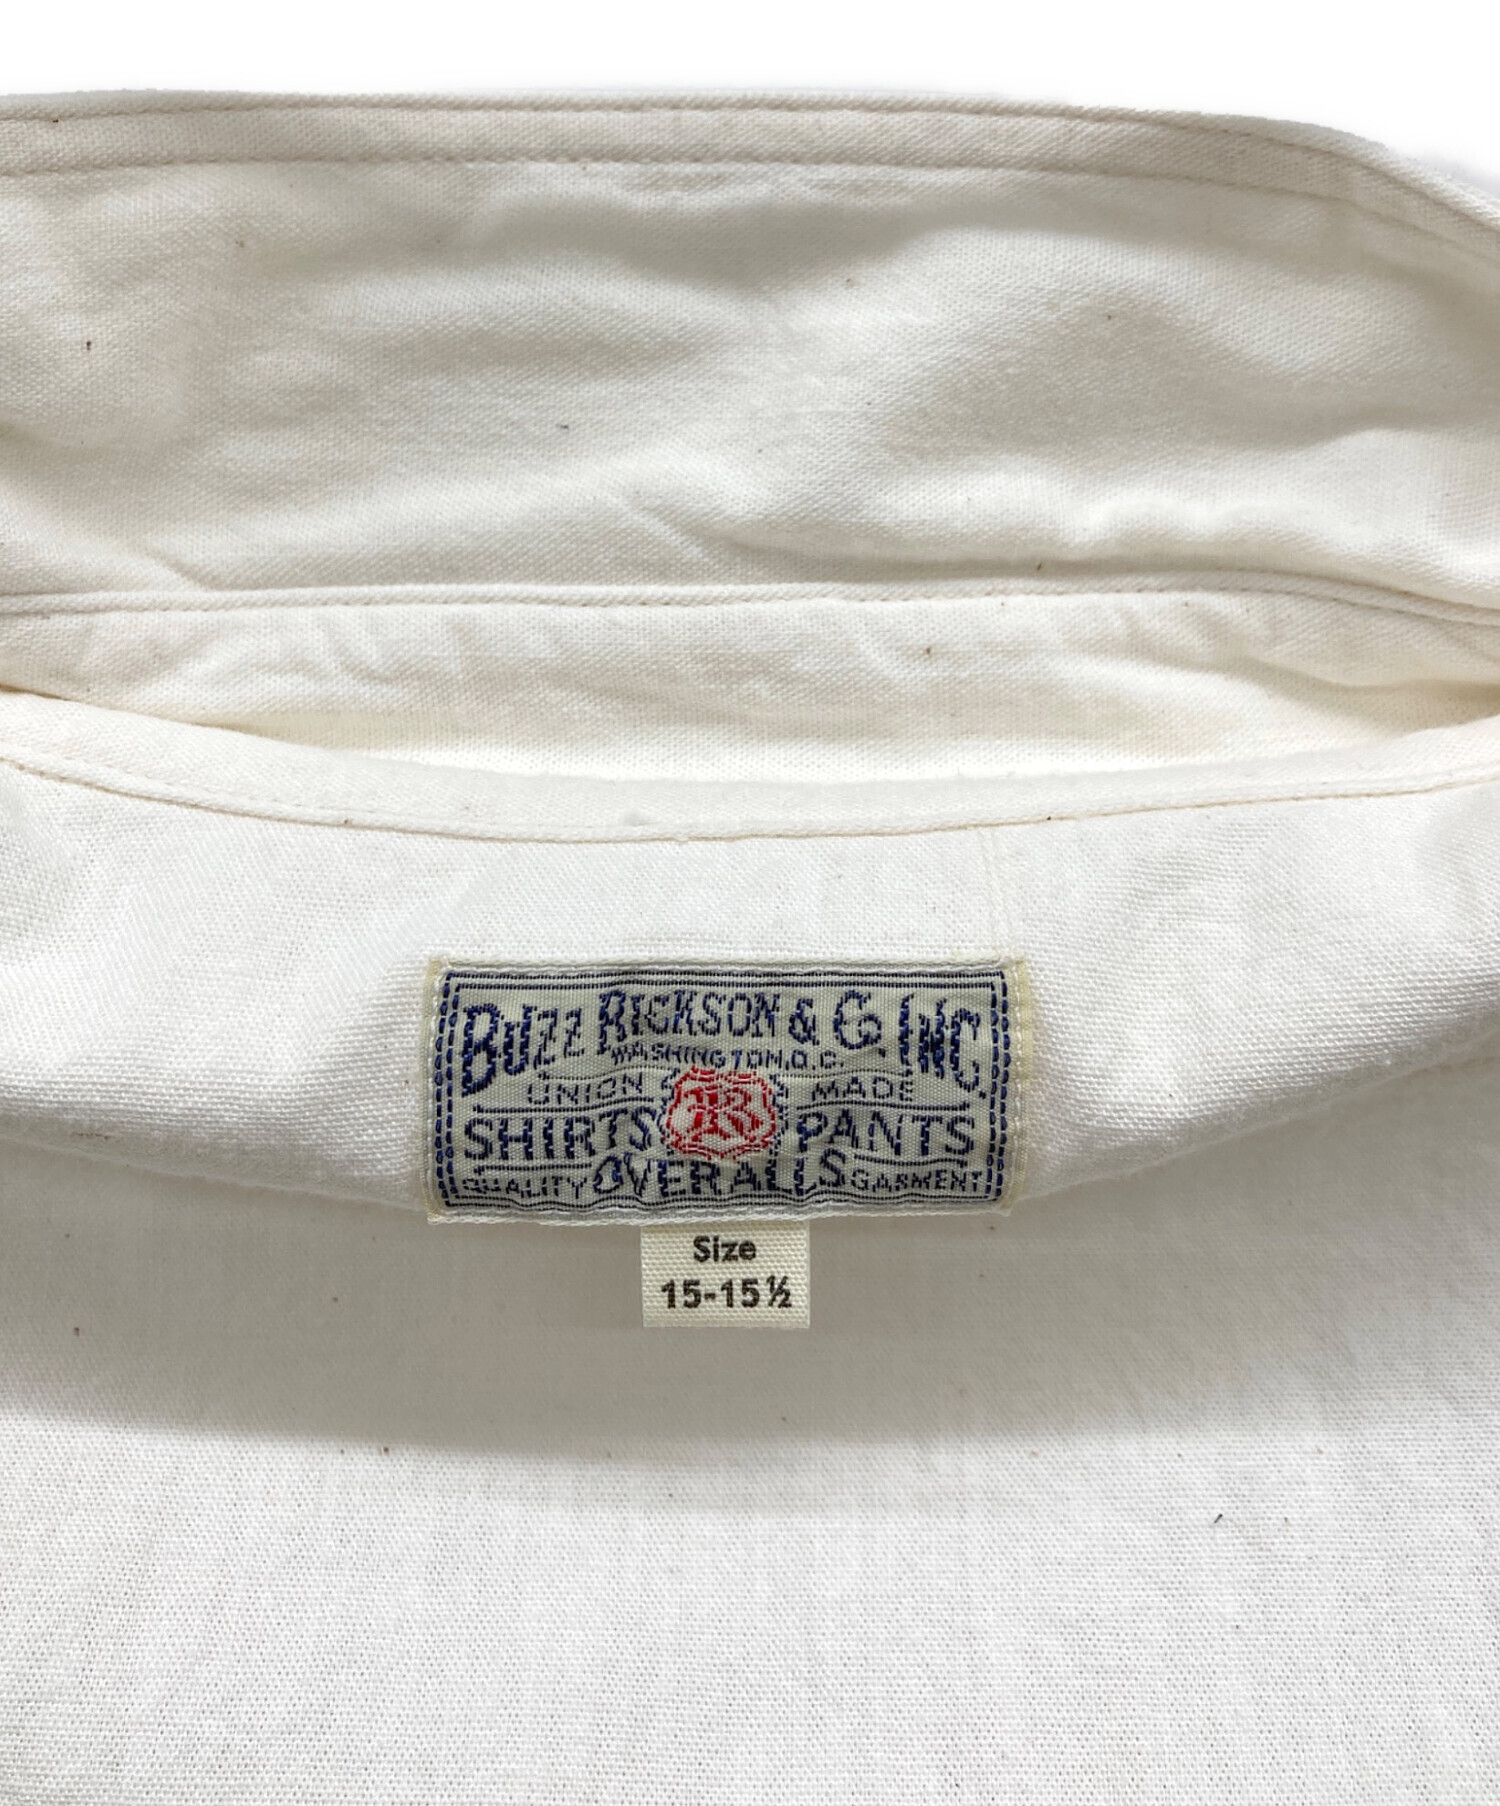 BUZZ RICKSON & Co. INC.
WASHINGTON, D.C.
UNION MADE
SHIRTS R PANTS
QUALITY OVERALLS GARMENT
Size
15-15½